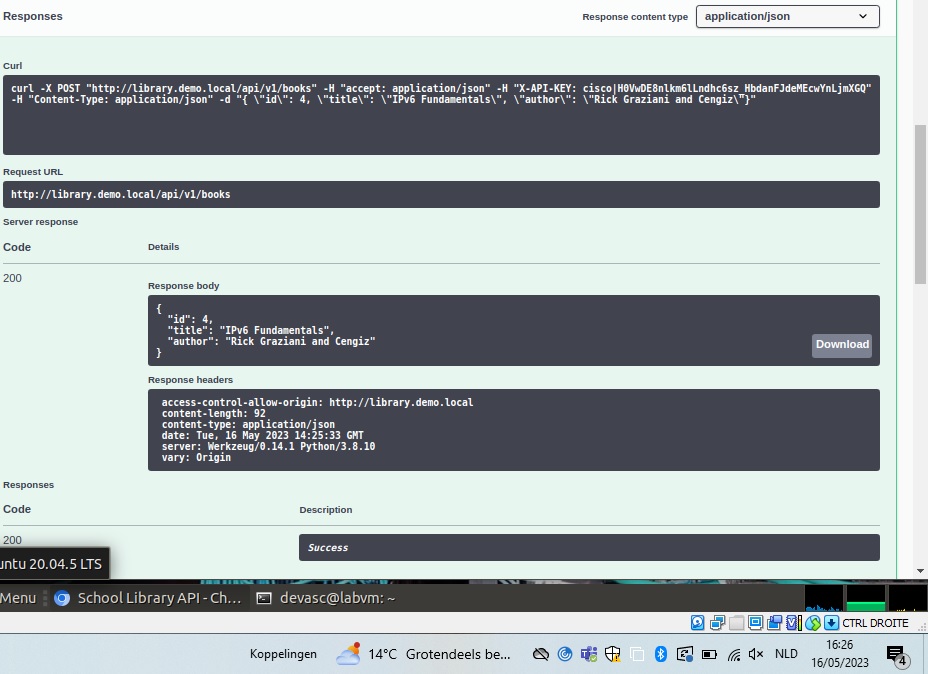 Responses
Response content type application/json
Curl
curl -X POST "http://library.demo.local/api/v1/books" -H "accept: application/json" -H "X-API-KEY: cisco|H0VwDE8nlkm6lLndhc6sz_HbdanFJdeMEcwYnLjmXGQ"
-H "Content-Type: application/json" -d "{ \"id\": 4, \"title\": \"IPv6 Fundamentals\", \"author\": \"Rick Graziani and Cengiz\"}"
Request URL
http://library.demo.local/api/v1/books
Server response
Code Details
200
Response body
{
"id": 4,
"title": "IPv6 Fundamentals",
"author": "Rick Graziani and Cengiz"
}
Download
Response headers
access-control-allow-origin: http://library.demo.local
content-length: 92
content-type: application/json
date: Tue, 16 May 2023 14:25:33 GMT
server: Werkzeug/0.14.1 Python/3.8.10
vary: Origin
Responses
Code Description
200
Success
untu 20.04.5 LTS
Menu School Library API - Ch... devasc@labvm: ~
CTRL DROITE
Koppelingen 14°C Grotendeels be... NLD 16:26
16/05/2023
4